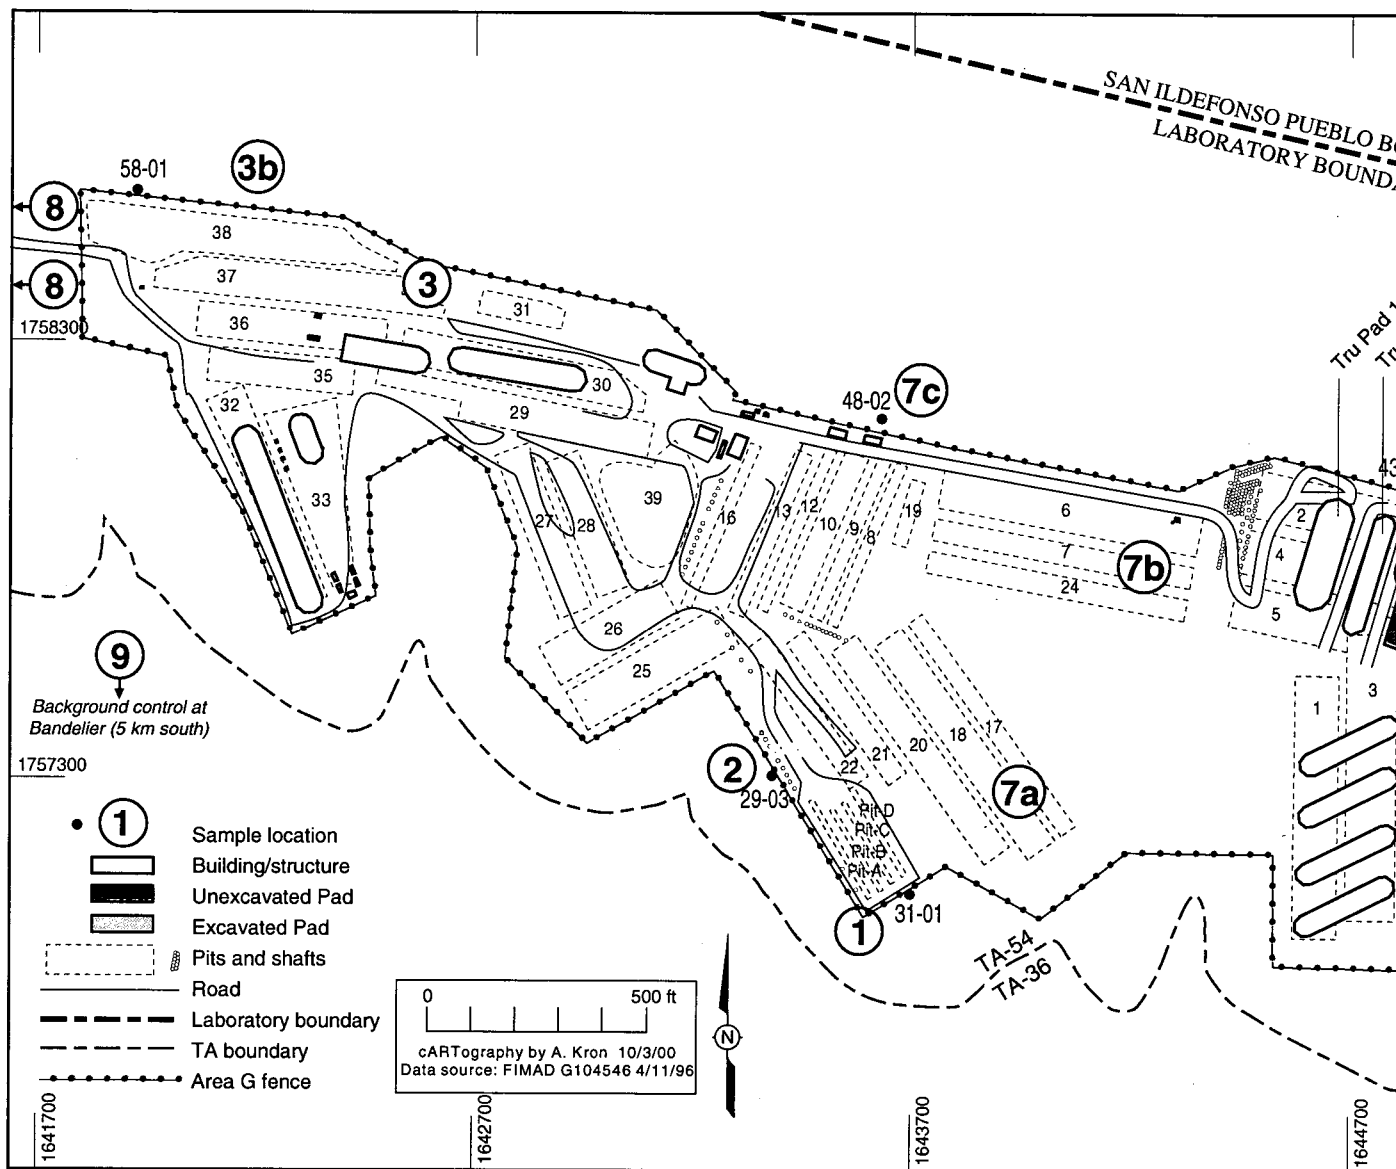 SAN ILDEFONSO PUEBLO
LABORATORY
58-01
3b
8
38
37
3
8
31
1758300
36
Tru Pad 1
35
30
32
29
48-02
7c
43
33
39
16
27
28
13
12
10
9
8
19
6
7
7b
24
2
4
5
26
25
9
Background control at
Bandelier (5 km south)
1757300
2
29-03
22
21
20
18
17
7a
3
1
Pit-D
Pit-C
Pit-B
Pit-A
31-01
1
TA-54
TA-36
1
Sample location
Building/structure
Unexcavated Pad
Excavated Pad
Pits and shafts
Road
Laboratory boundary
TA boundary
Area G fence
0 500 ft
cARTography by A. Kron 10/3/00
Data source: FIMAD G104546 4/11/96
N
1641700
1642700
1643700
1644700